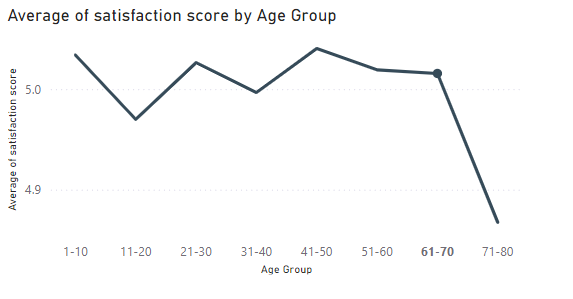 Average of satisfaction score by Age Group
Average of satisfaction score
5.0
4.9
1-10 11-20 21-30 31-40 41-50 51-60 61-70 71-80
Age Group